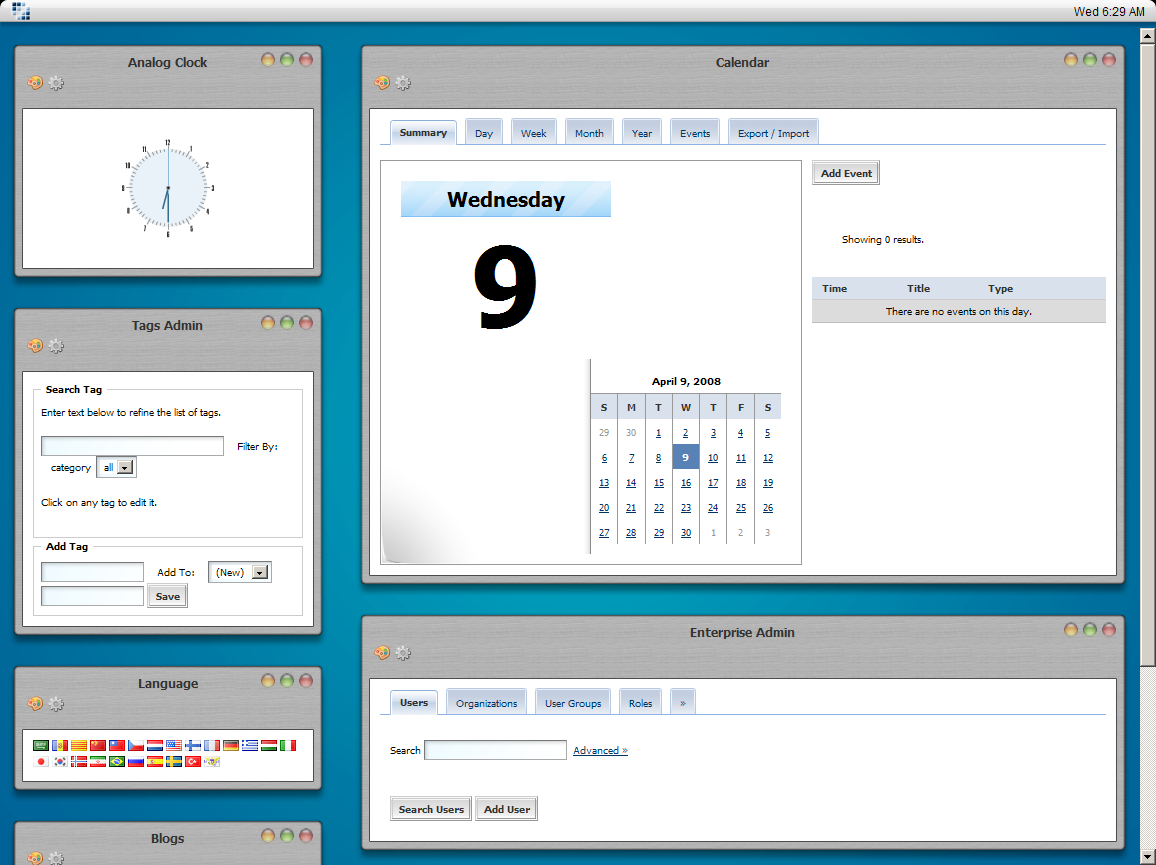 Wed 6:29 AM
Analog Clock
12
1
2
3
4
5
6
7
8
9
10
11
Tags Admin
Search Tag
Enter text below to refine the list of tags.
Filter By:
category all
Click on any tag to edit it.
Add Tag
Add To: (New)
Save
Language
Blogs
Calendar
Summary Day Week Month Year Events Export / Import
Wednesday
9
April 9, 2008
S M T W T F S
29 30 1 2 3 4 5
6 7 8 9 10 11 12
13 14 15 16 17 18 19
20 21 22 23 24 25 26
27 28 29 30 1 2 3
Add Event
Showing 0 results.
Time Title Type
There are no events on this day.
Enterprise Admin
Users Organizations User Groups Roles »
Search Advanced »
Search Users Add User